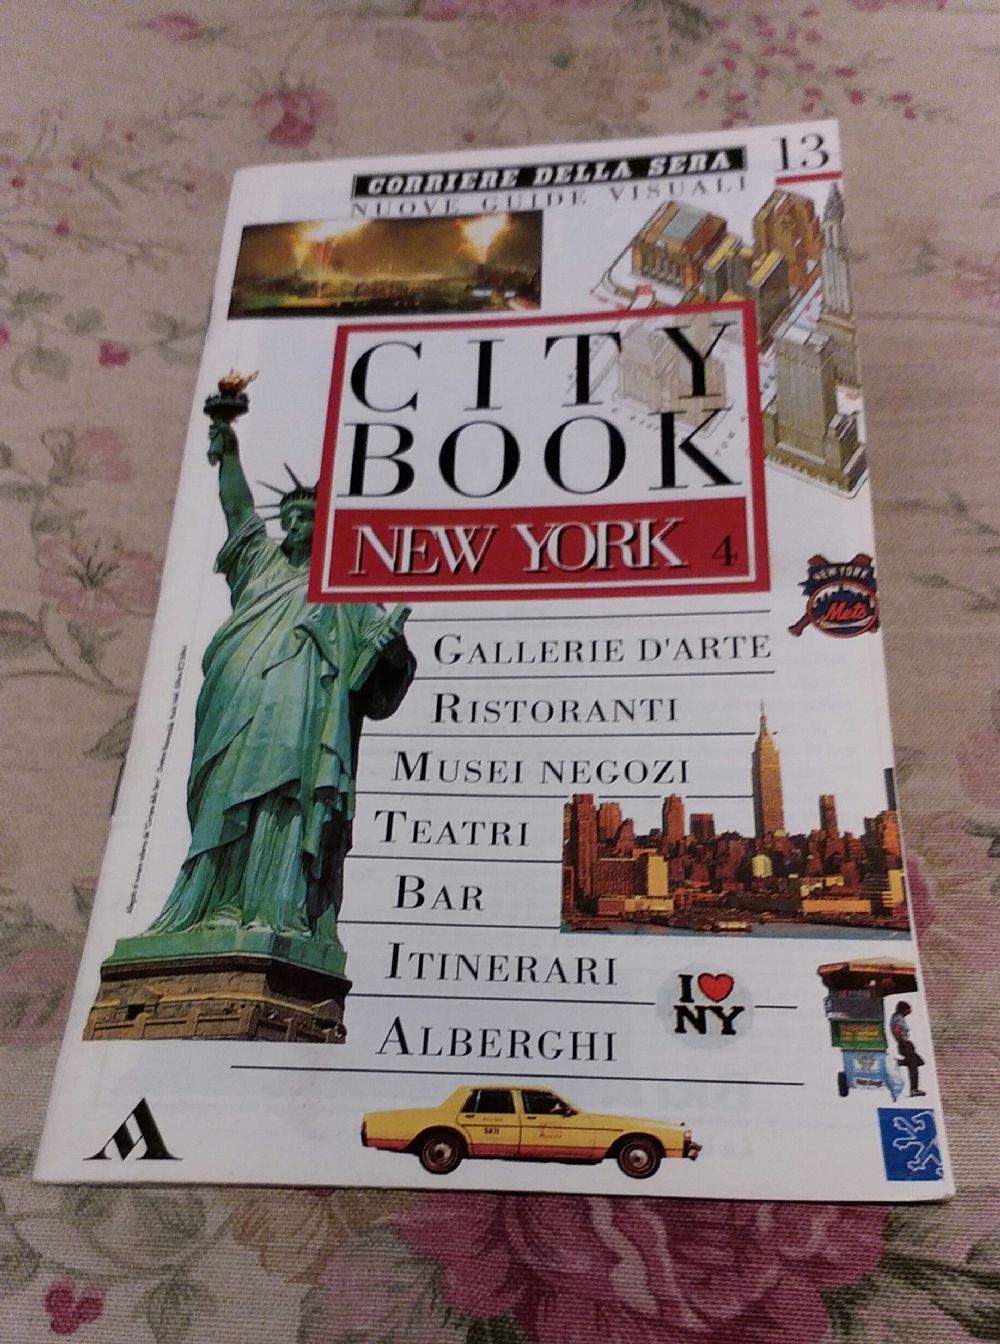 CORRIERE DELLA SERA
13
NUOVE GUIDE VISUALI
CITY
BOOK
NEW YORK 4
NEW YORK
Mets
GALLERIE D'ARTE
RISTORANTI
MUSEI NEGOZI
TEATRI
BAR
ITINERARI
I ♥
NY
ALBERGHI